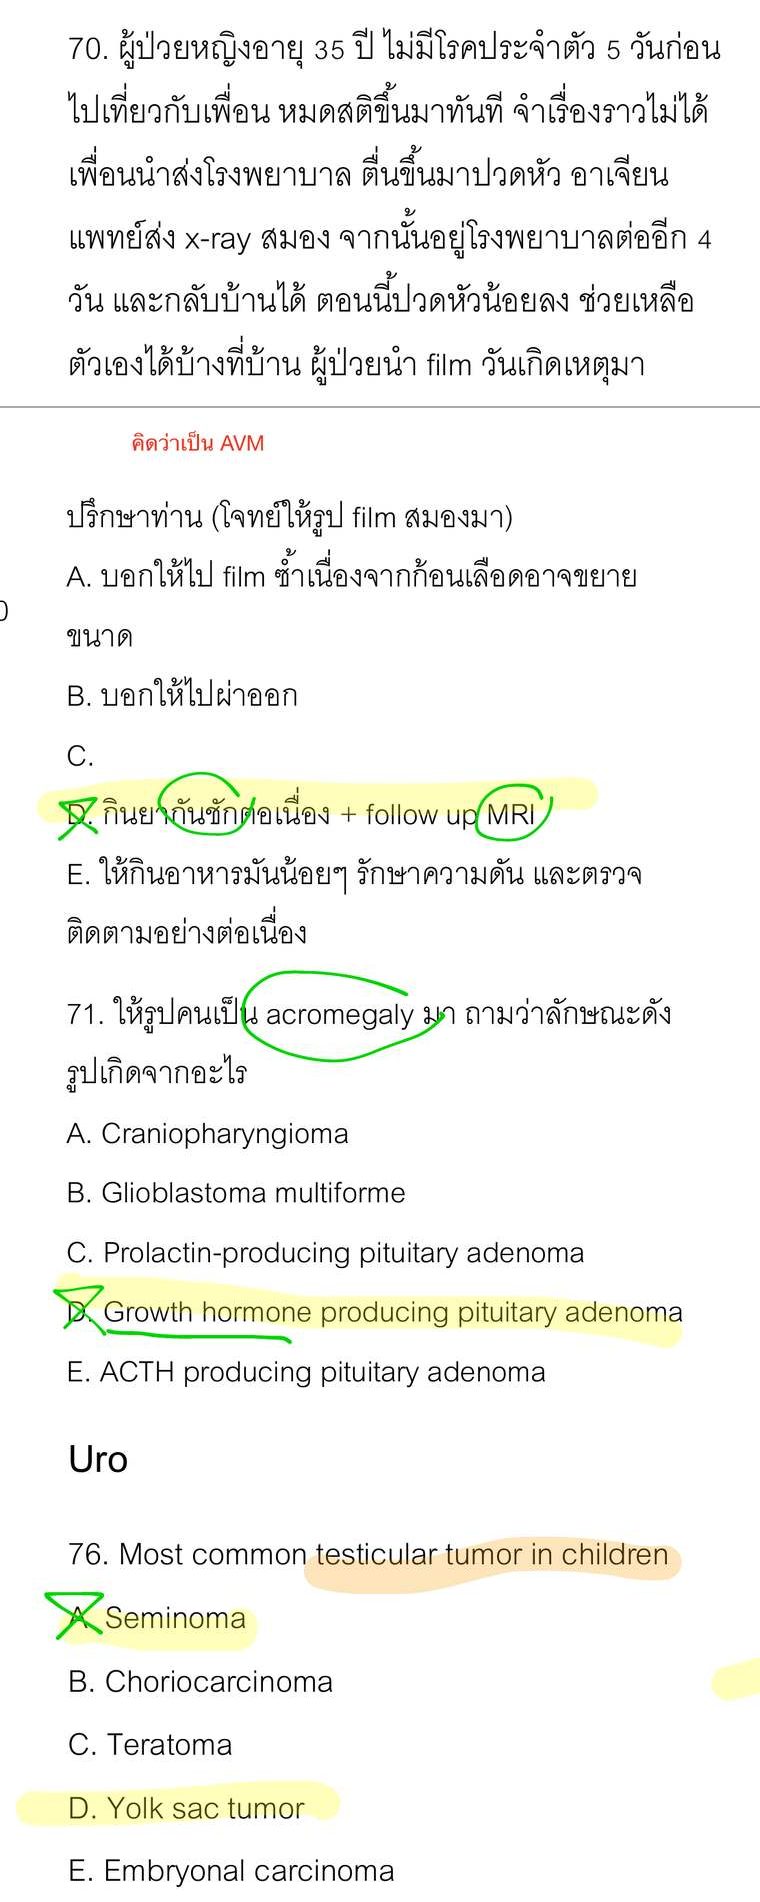 70. ผู้ป่วยหญิงอายุ 35 ปี ไม่มีโรคประจำตัว 5 วันก่อน
ไปเที่ยวกับเพื่อน หมดสติขึ้นมาทันที จำเรื่องราวไม่ได้
เพื่อนนำส่งโรงพยาบาล ตื่นขึ้นมาปวดหัว อาเจียน
แพทย์ส่ง x-ray สมอง จากนั้นอยู่โรงพยาบาลต่ออีก 4
วัน และกลับบ้านได้ ตอนนี้ปวดหัวน้อยลง ช่วยเหลือ
ตัวเองได้บ้างที่บ้าน ผู้ป่วยนำ film วันเกิดเหตุมา
คิดว่าเป็น AVM
ปรึกษาท่าน (โจทย์ให้รูป film สมองมา)
A. บอกให้ไป film ซ้ำเนื่องจากก้อนเลือดอาจขยาย
ขนาด
B. บอกให้ไปผ่าออก
C.
D. กินยากันชักต่อเนื่อง + follow up MRI
E. ให้กินอาหารมันน้อยๆ รักษาความดัน และตรวจ
ติดตามอย่างต่อเนื่อง
71. ให้รูปคนเป็น acromegaly มา ถามว่าลักษณะดัง
รูปเกิดจากอะไร
A. Craniopharyngioma
B. Glioblastoma multiforme
C. Prolactin-producing pituitary adenoma
D. Growth hormone producing pituitary adenoma
E. ACTH producing pituitary adenoma
Uro
76. Most common testicular tumor in children
A. Seminoma
B. Choriocarcinoma
C. Teratoma
D. Yolk sac tumor
E. Embryonal carcinoma